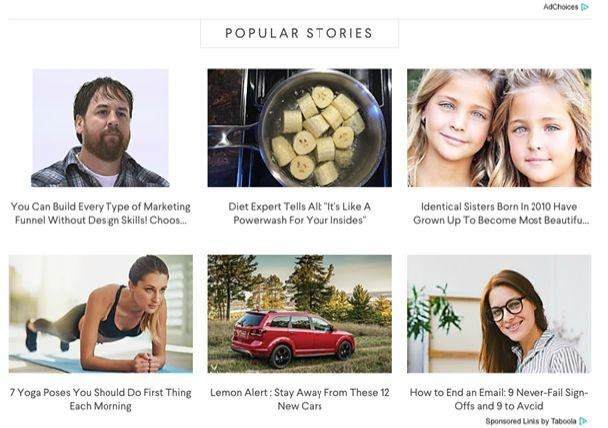 AdChoices
POPULAR STORIES
You Can Build Every Type of Marketing
Funnel Without Design Skills! Choos...
Diet Expert Tells All: "It's Like A
Powerwash For Your Insides"
Identical Sisters Born In 2010 Have
Grown Up To Become Most Beautifu...
7 Yoga Poses You Should Do First Thing
Each Morning
Lemon Alert : Stay Away From These 12
New Cars
How to End an Email: 9 Never-Fail Sign-
Offs and 9 to Avoid
Sponsored Links by Taboola